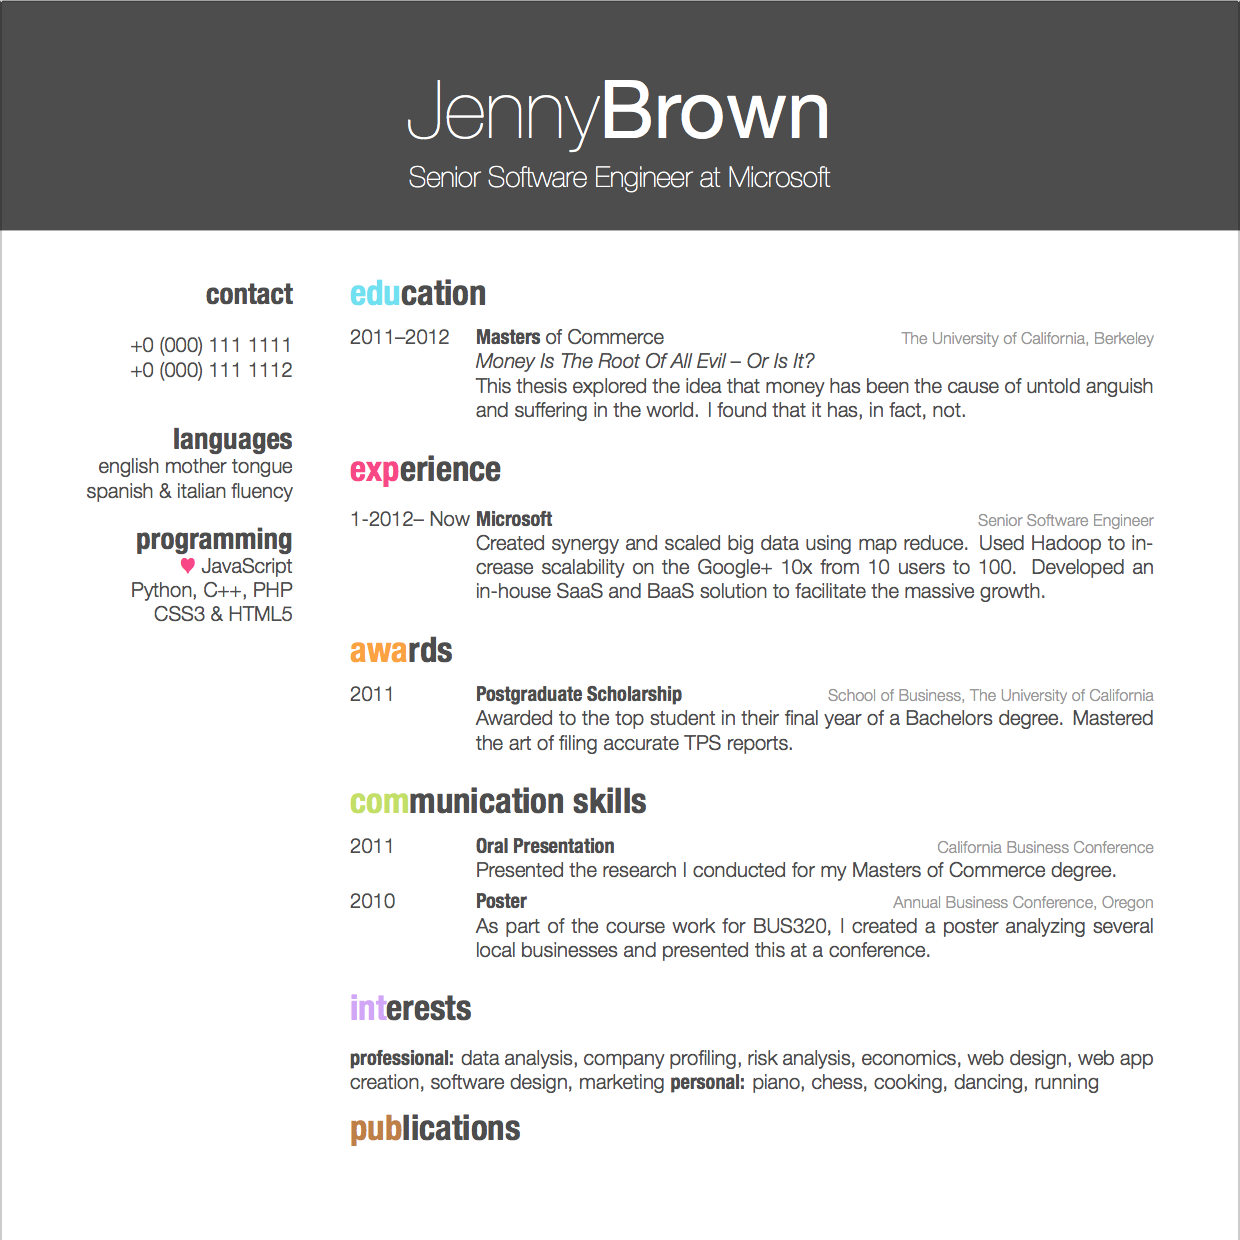 JennyBrown
Senior Software Engineer at Microsoft
contact
+0 (000) 111 1111
+0 (000) 111 1112
languages
english mother tongue
spanish & italian fluency
programming
♥ JavaScript
Python, C++, PHP
CSS3 & HTML5
education
2011–2012 Masters of Commerce The University of California, Berkeley
Money Is The Root Of All Evil – Or Is It?
This thesis explored the idea that money has been the cause of untold anguish
and suffering in the world. I found that it has, in fact, not.
experience
1-2012– Now Microsoft Senior Software Engineer
Created synergy and scaled big data using map reduce. Used Hadoop to in-
crease scalability on the Google+ 10x from 10 users to 100. Developed an
in-house SaaS and BaaS solution to facilitate the massive growth.
awards
2011 Postgraduate Scholarship School of Business, The University of California
Awarded to the top student in their final year of a Bachelors degree. Mastered
the art of filing accurate TPS reports.
communication skills
2011 Oral Presentation California Business Conference
Presented the research I conducted for my Masters of Commerce degree.
2010 Poster Annual Business Conference, Oregon
As part of the course work for BUS320, I created a poster analyzing several
local businesses and presented this at a conference.
interests
professional: data analysis, company profiling, risk analysis, economics, web design, web app
creation, software design, marketing personal: piano, chess, cooking, dancing, running
publications